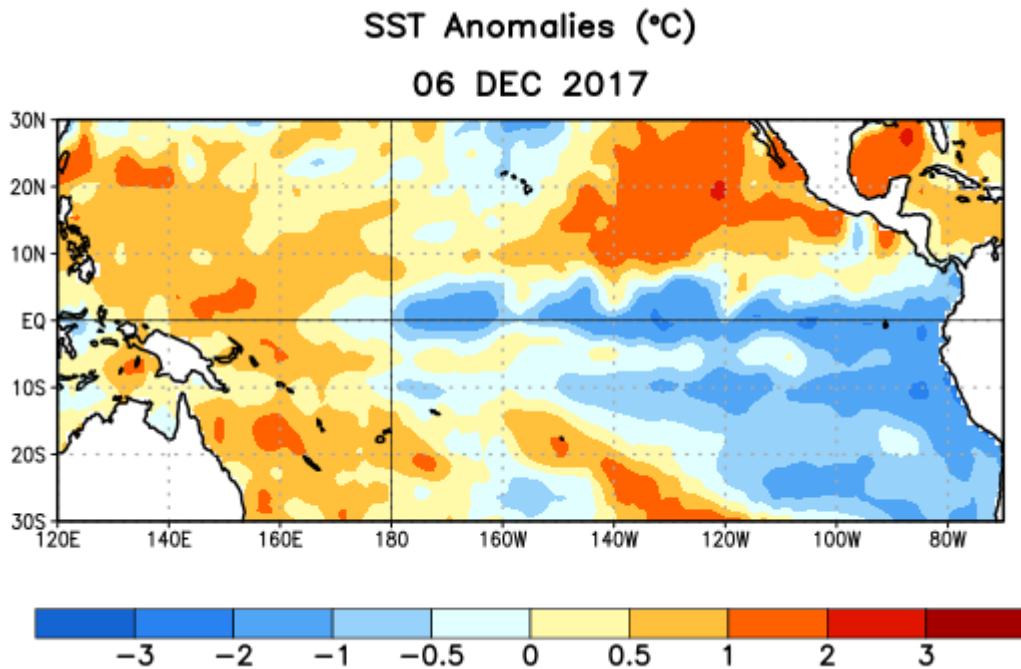 SST Anomalies (°C)
06 DEC 2017
30N
20N
10N
EQ
10S
20S
30S
120E 140E 160E 180 160W 140W 120W 100W 80W
-3 -2 -1 -0.5 0 0.5 1 2 3